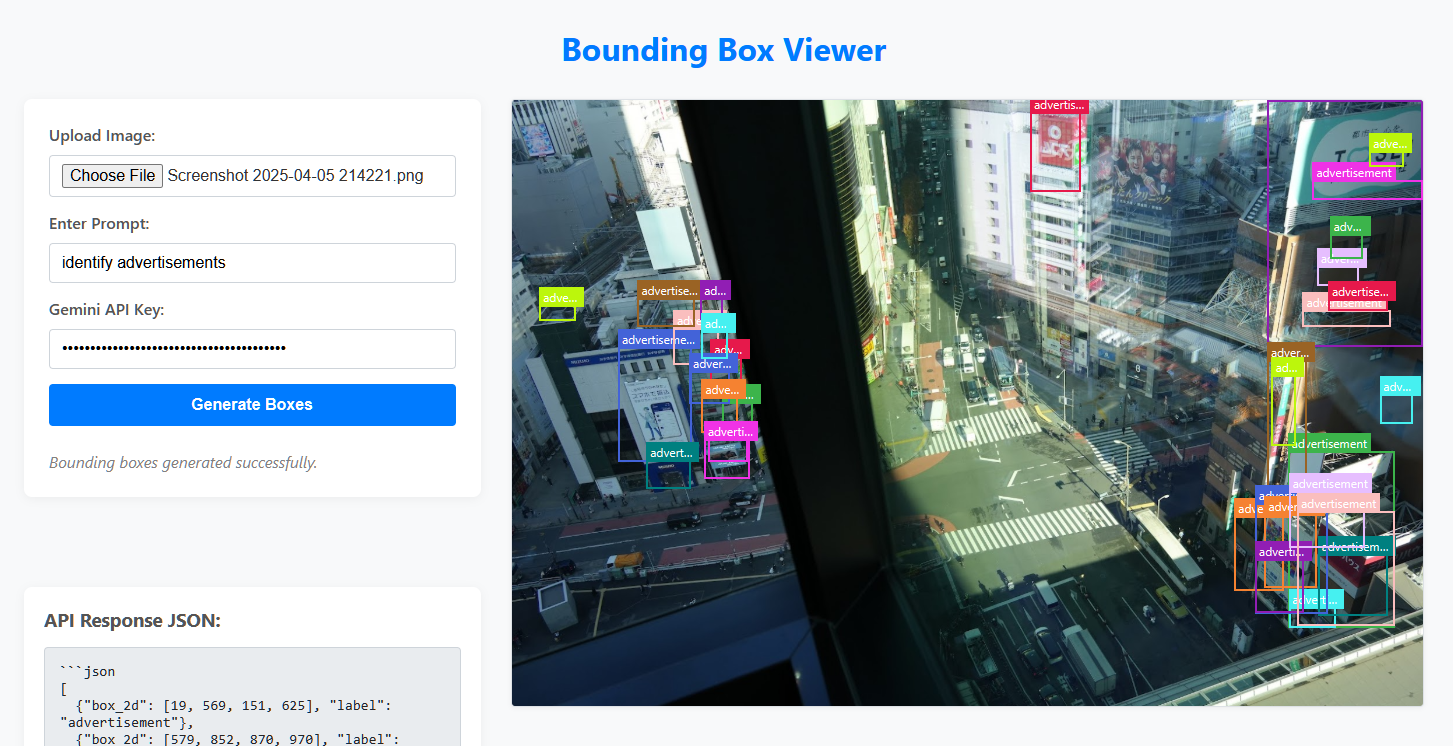 Bounding Box Viewer
Upload Image:
Choose File Screenshot 2025-04-05 214221.png
Enter Prompt:
identify advertisements
Gemini API Key:
••••••••••••••••••••••••••••••••••••••••
Generate Boxes
Bounding boxes generated successfully.
API Response JSON:
```json
[
{"box_2d": [19, 569, 151, 625], "label":
"advertisement"},
{"box_2d": [579, 852, 870, 970], "label":
advertis...
adve...
advertisement
adv...
adver...
advertise...
advertisement
adver...
ad...
adv...
advertisement
advertisement
advertisement
adve
adver
advertisem...
adverti...
advert...
adve...
advertise...
ad...
adve
ad...
advertiseme...
adv...
adver...
adve...
...
adverti...
advert...